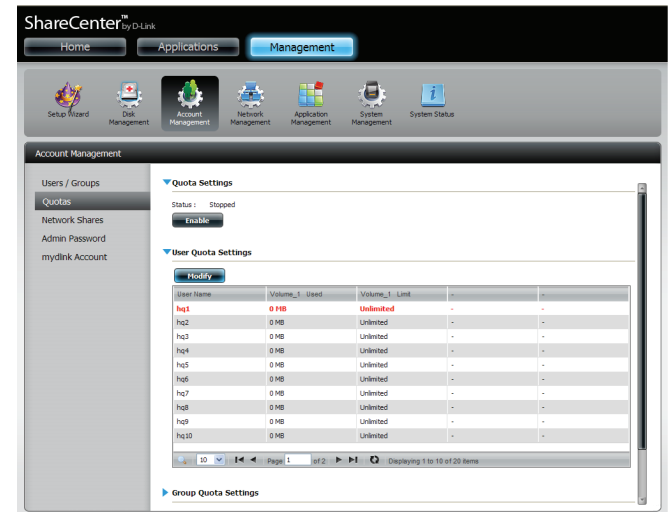 ShareCenter™ by D-Link
Home Applications Management
Setup Wizard Disk Management Account Management Network Management Application Management System Management System Status
Account Management
Users / Groups
Quotas
Network Shares
Admin Password
mydlink Account
Quota Settings
Status : Stopped
Enable
User Quota Settings
Modify
User Name Volume_1 Used Volume_1 Limit - -
hq1 0 MB Unlimited - -
hq2 0 MB Unlimited - -
hq3 0 MB Unlimited - -
hq4 0 MB Unlimited - -
hq5 0 MB Unlimited - -
hq6 0 MB Unlimited - -
hq7 0 MB Unlimited - -
hq8 0 MB Unlimited - -
hq9 0 MB Unlimited - -
hq10 0 MB Unlimited - -
10 Page 1 of 2 Displaying 1 to 10 of 20 items
Group Quota Settings